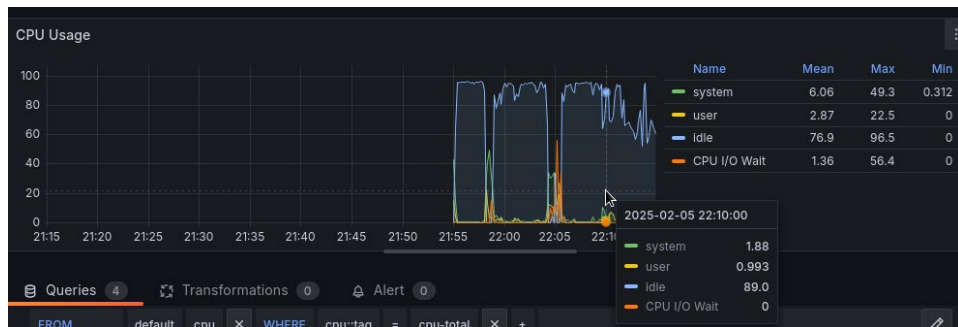 CPU Usage
Name Mean Max Min
system 6.06 49.3 0.312
user 2.87 22.5 0
idle 76.9 96.5 0
CPU I/O Wait 1.36 56.4 0
100
80
60
40
20
0
21:15 21:20 21:25 21:30 21:35 21:40 21:45 21:50 21:55 22:00 22:05 22:10
2025-02-05 22:10:00
system 1.88
user 0.993
idle 89.0
CPU I/O Wait 0
Queries 4 Transformations 0 Alert 0
FROM default cpu WHERE cpu::tag = cpu-total +